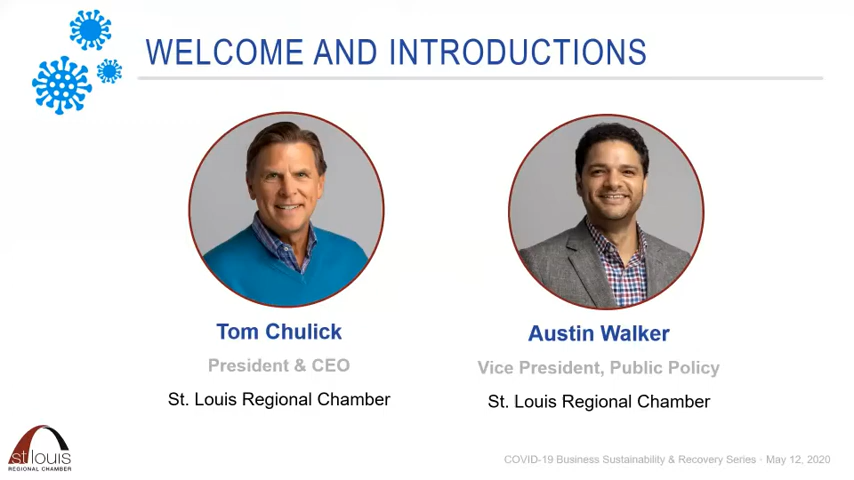 WELCOME AND INTRODUCTIONS
Tom Chulick
President & CEO
St. Louis Regional Chamber
Austin Walker
Vice President, Public Policy
St. Louis Regional Chamber
st louis
REGIONAL CHAMBER
COVID-19 Business Sustainability & Recovery Series · May 12, 2020